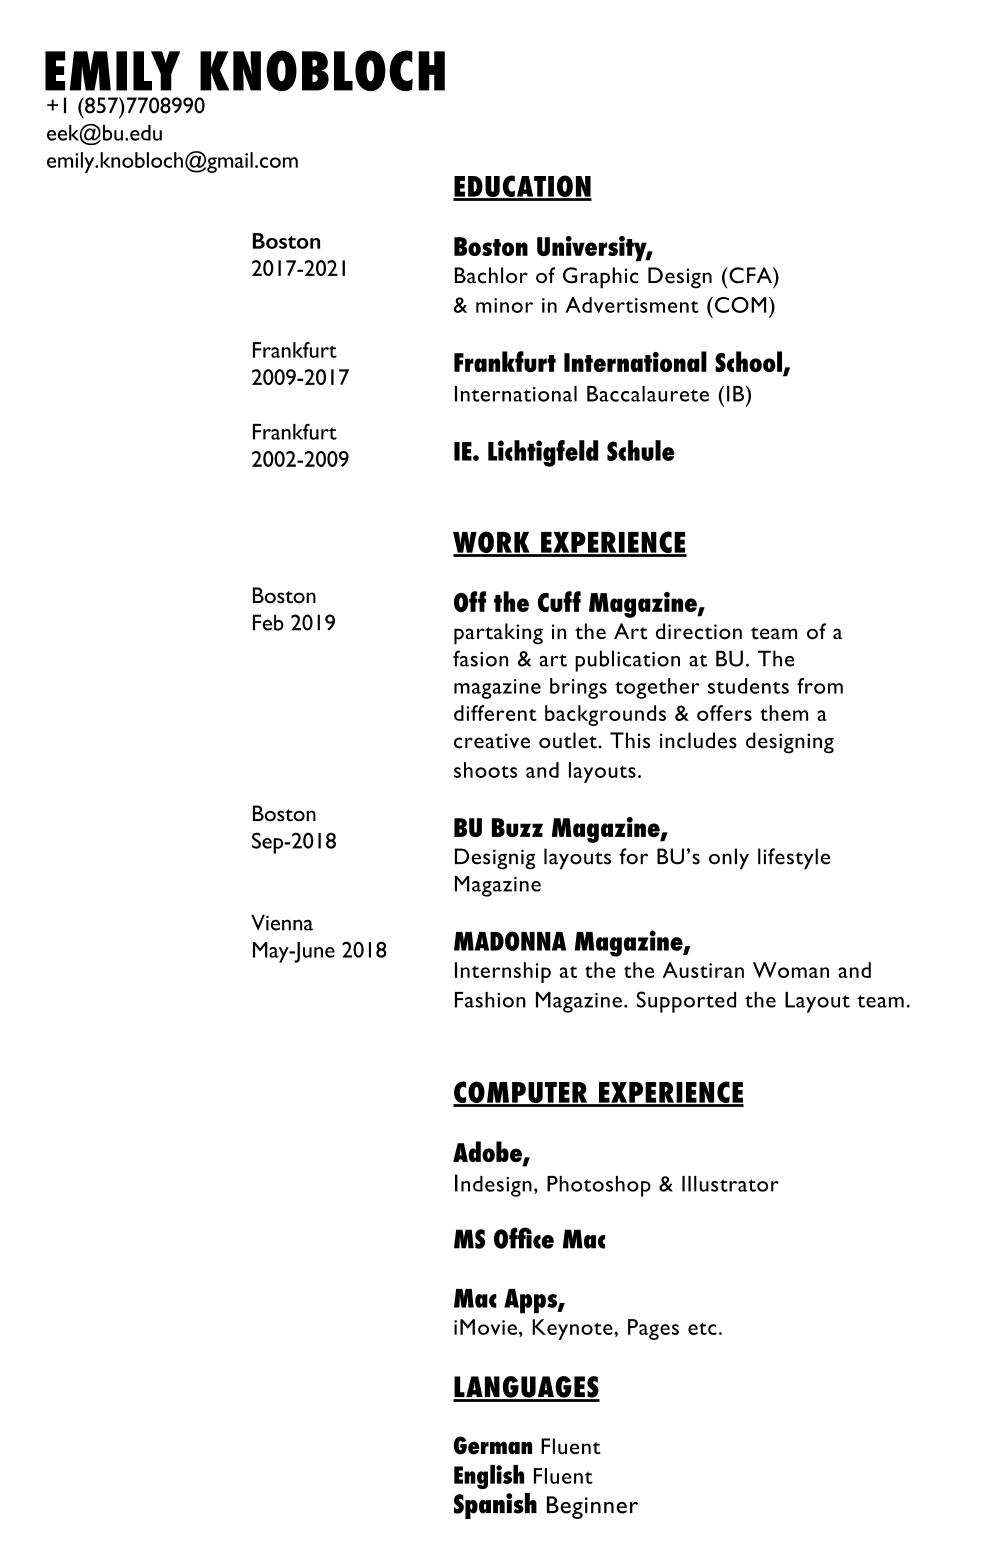 EMILY KNOBLOCH
+1 (857)7708990
eek@bu.edu
emily.knobloch@gmail.com
EDUCATION
Boston
2017-2021
Boston University,
Bachlor of Graphic Design (CFA)
& minor in Advertisment (COM)
Frankfurt
2009-2017
Frankfurt International School,
International Baccalaurete (IB)
Frankfurt
2002-2009
IE. Lichtigfeld Schule
WORK EXPERIENCE
Boston
Feb 2019
Off the Cuff Magazine,
partaking in the Art direction team of a
fasion & art publication at BU. The
magazine brings together students from
different backgrounds & offers them a
creative outlet. This includes designing
shoots and layouts.
Boston
Sep-2018
BU Buzz Magazine,
Designig layouts for BU's only lifestyle
Magazine
Vienna
May-June 2018
MADONNA Magazine,
Internship at the the Austiran Woman and
Fashion Magazine. Supported the Layout team.
COMPUTER EXPERIENCE
Adobe,
Indesign, Photoshop & Illustrator
MS Office Mac
Mac Apps,
iMovie, Keynote, Pages etc.
LANGUAGES
German Fluent
English Fluent
Spanish Beginner